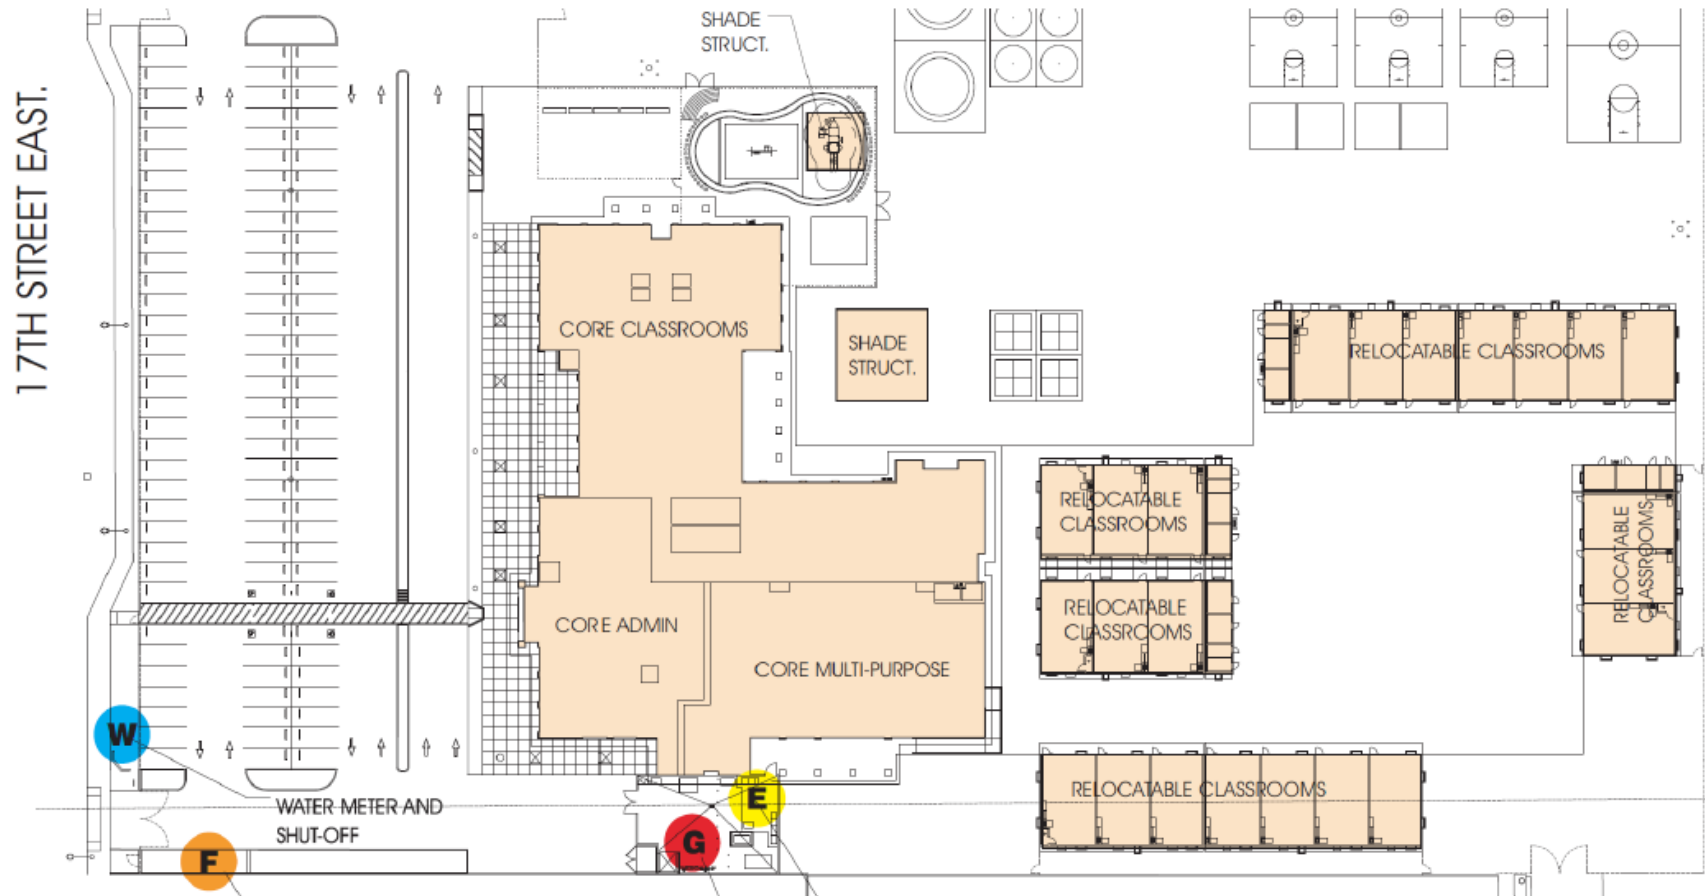 SHADE
STRUCT.
17TH STREET EAST.
CORE CLASSROOMS
SHADE
STRUCT.
RELOCATABLE CLASSROOMS
RELOCATABLE
CLASSROOMS
RELOCATABLE
CLASSROOMS
RELOCATABLE
CLASSROOMS
CORE ADMIN
CORE MULTI-PURPOSE
W
WATER METER AND
SHUT-OFF
E
RELOCATABLE CLASSROOMS
G
F